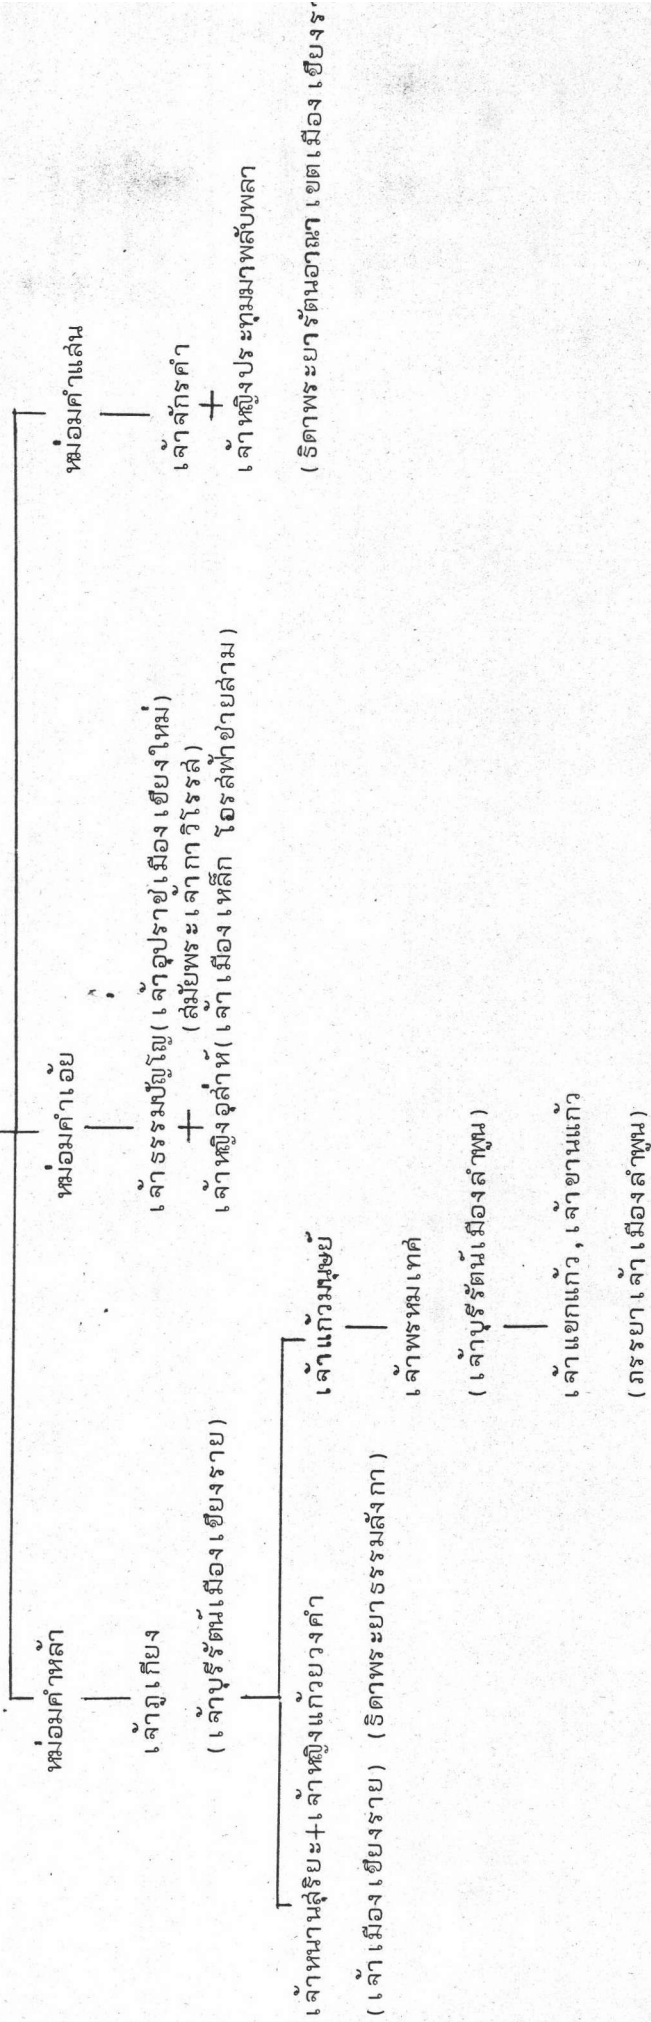 หม่อมคำหล้า
เจ้าภูเกียง
(เจ้าบุรีรัตน์เมืองเชียงราย)
เจ้าหนานสุริยะ+เจ้าหญิงแก้วยวงคำ
(เจ้าเมืองเชียงราย) (ธิดาพระยาธรรมลังกา)
เจ้าแก้วมนุษย์
เจ้าพรหมเทศ
(เจ้าบุรีรัตน์เมืองลำพูน)
เจ้าแขกแก้ว, เจ้าขานแก้ว
(ภรรยาเจ้าเมืองลำพูน)
หม่อมคำเอ้ย
เจ้าธรรมปัญโญ(เจ้าอุปราชเมืองเชียงใหม่)
(สมัยพระเจ้ากาวิโรรส)
+
เจ้าหญิงอุส่าห์(เจ้าเมืองเหล็ก โอรสฟ้าชายสาม)
หม่อมคำแสน
เจ้าจักรคำ
+
เจ้าหญิงประทุมมาพลับพลา
(ธิดาพระยารัตนอาณาเขตเมืองเชียงรา